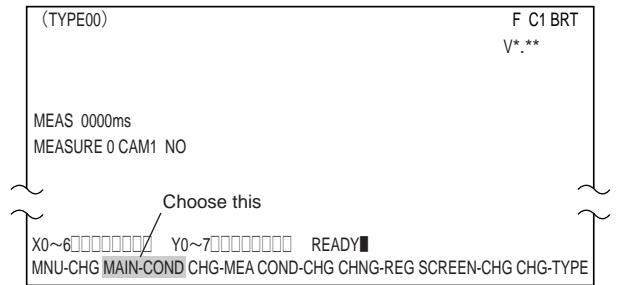 (TYPE00) F C1 BRT
V*.**
MEAS 0000ms
MEASURE 0 CAM1 NO
Choose this
X0~6□□□□□□□□ Y0~7□□□□□□□□ READY■
MNU-CHG MAIN-COND CHG-MEA COND-CHG CHNG-REG SCREEN-CHG CHG-TYPE